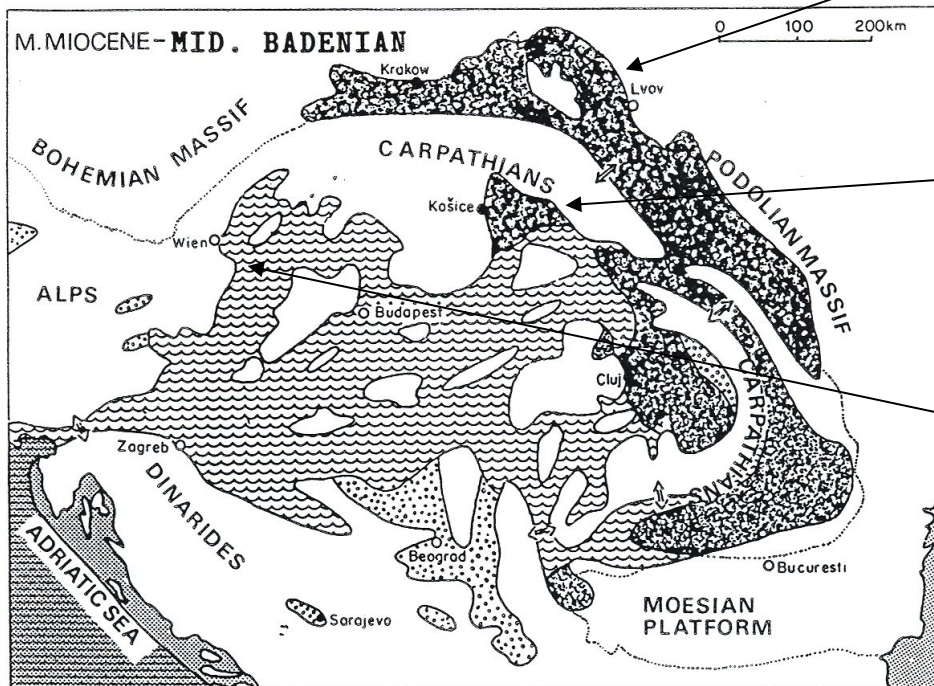 M. MIOCENE - MID. BADENIAN
0 100 200km
Krakow
Lvov
BOHEMIAN MASSIF
CARPATHIANS
PODOLIAN MASSIF
Košice
Wien
ALPS
Budapest
Cluj
CARPATHIANS
Zagreb
DINARIDES
ADRIATIC SEA
Beograd
Bucuresti
Sarajevo
MOESIAN
PLATFORM